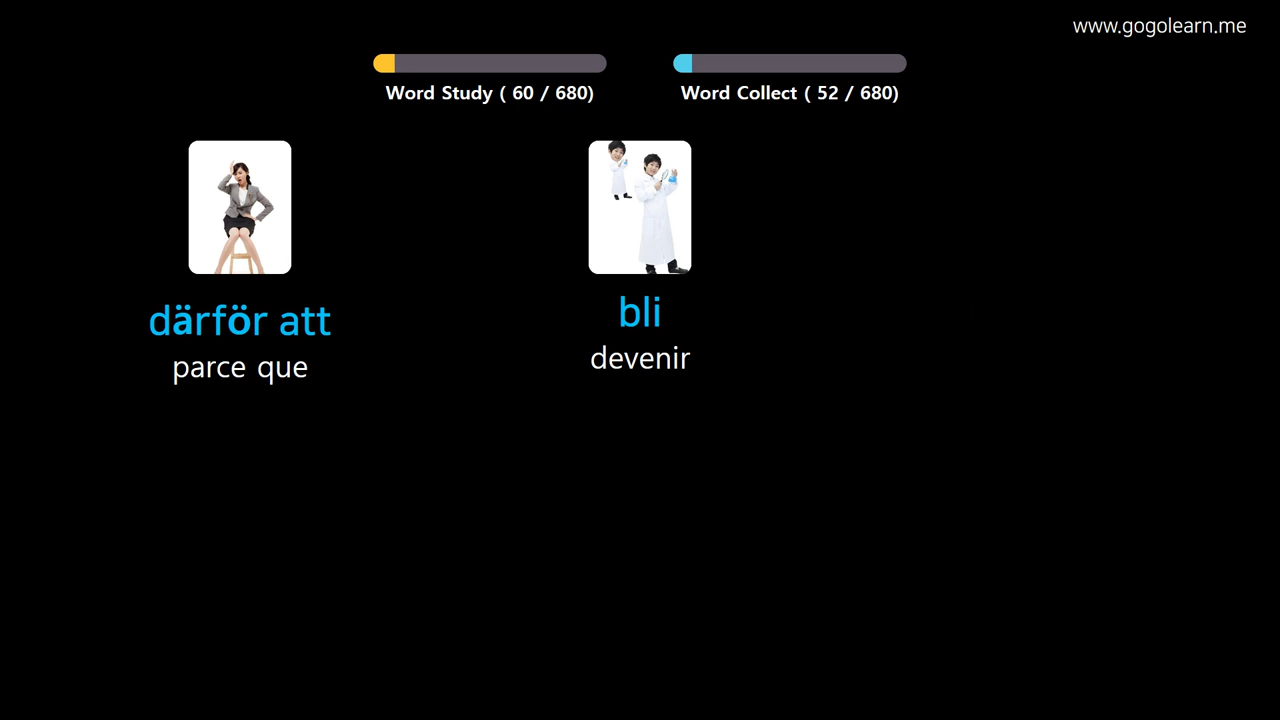 www.gogolearn.me
Word Study ( 60 / 680)
Word Collect ( 52 / 680)
därför att
parce que
bli
devenir